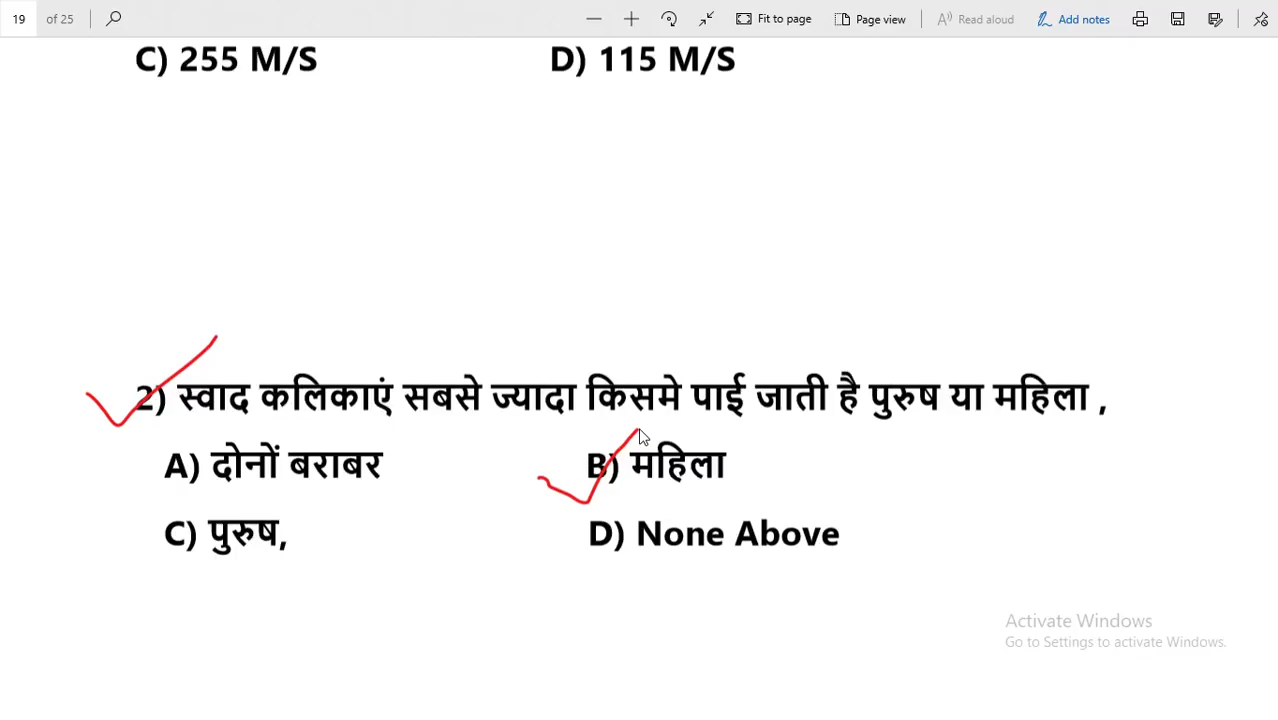 19 of 25 Fit to page Page view Read aloud Add notes
C) 255 M/S D) 115 M/S
2) स्वाद कलिकाएं सबसे ज्यादा किसमे पाई जाती है पुरुष या महिला ,
A) दोनों बराबर B) महिला
C) पुरुष, D) None Above
Activate Windows
Go to Settings to activate Windows.